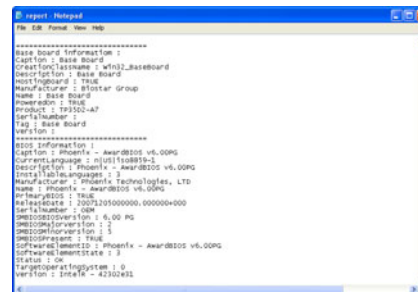 report - Notepad
File Edit Format View Help
==============================
Base board information :
Caption : Base Board
CreationClassName : Win32_BaseBoard
Description : Base Board
HostingBoard : TRUE
Manufacturer : Biostar Group
Name : Base Board
PoweredOn : TRUE
Product : TP35D2-A7
SerialNumber :
Tag : Base Board
Version :
==============================
BIOS Information :
Caption : Phoenix - AwardBIOS v6.00PG
CurrentLanguage : n|US|iso8859-1
Description : Phoenix - AwardBIOS v6.00PG
InstallableLanguages : 3
Manufacturer : Phoenix Technologies, LTD
Name : Phoenix - AwardBIOS v6.00PG
PrimaryBIOS : TRUE
ReleaseDate : 20071205000000.000000+000
SerialNumber : OEM
SMBIOSBIOSVersion : 6.00 PG
SMBIOSMajorVersion : 2
SMBIOSMinorVersion : 5
SMBIOSPresent : TRUE
SoftwareElementID : Phoenix - AwardBIOS v6.00PG
SoftwareElementState : 3
Status : OK
TargetOperatingSystem : 0
Version : IntelR - 42302e31